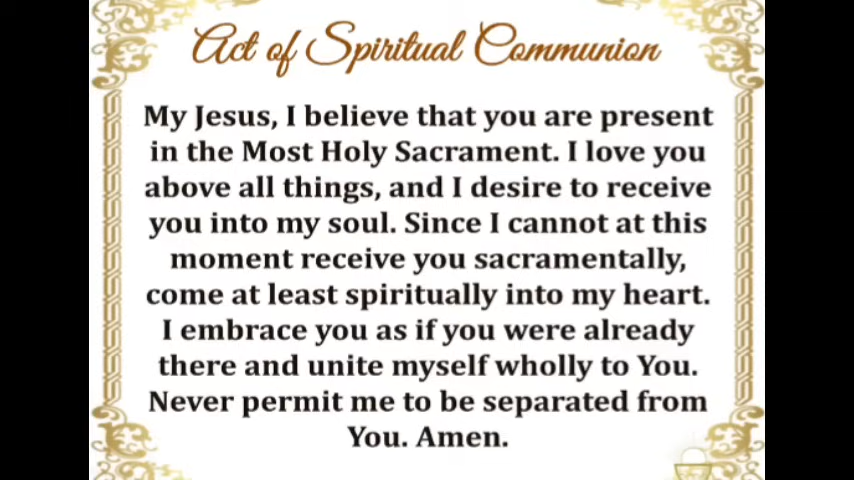 Act of Spiritual Communion
My Jesus, I believe that you are present
in the Most Holy Sacrament. I love you
above all things, and I desire to receive
you into my soul. Since I cannot at this
moment receive you sacramentally,
come at least spiritually into my heart.
I embrace you as if you were already
there and unite myself wholly to You.
Never permit me to be separated from
You. Amen.